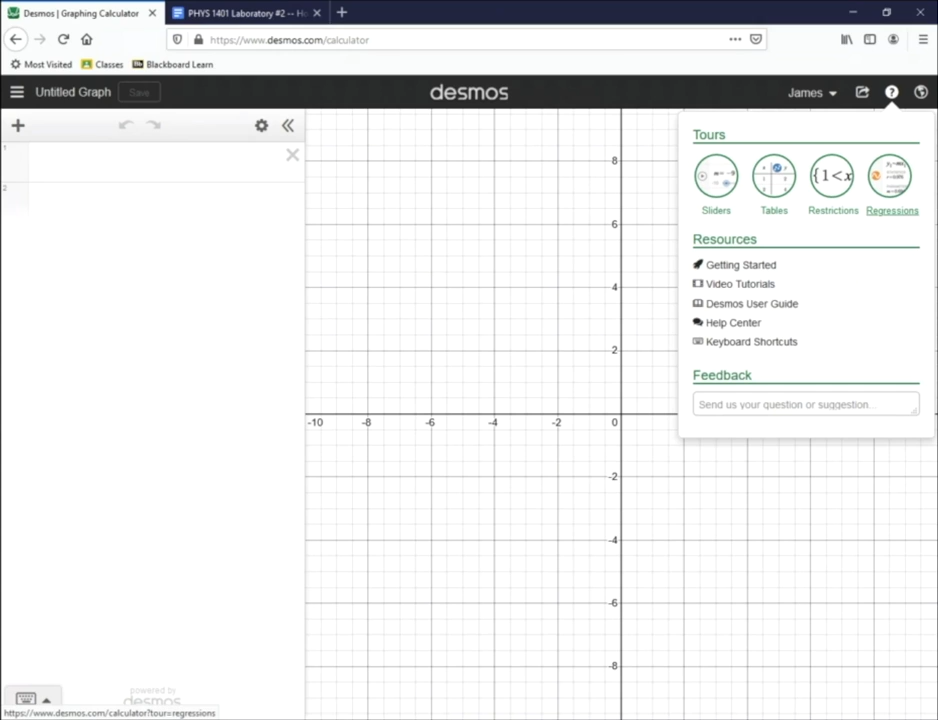 Desmos | Graphing Calculator
PHYS 1401 Laboratory #2 -- H
https://www.desmos.com/calculator
Most Visited Classes Blackboard Learn
Untitled Graph Save desmos James ?
1
2
Tours
{1<x
Sliders Tables Restrictions Regressions
Resources
Getting Started
Video Tutorials
Desmos User Guide
Help Center
Keyboard Shortcuts
Feedback
Send us your question or suggestion...
8
6
4
2
-10 -8 -6 -4 -2 0
-2
-4
-6
-8
powered by
desmos
https://www.desmos.com/calculator?tour=regressions